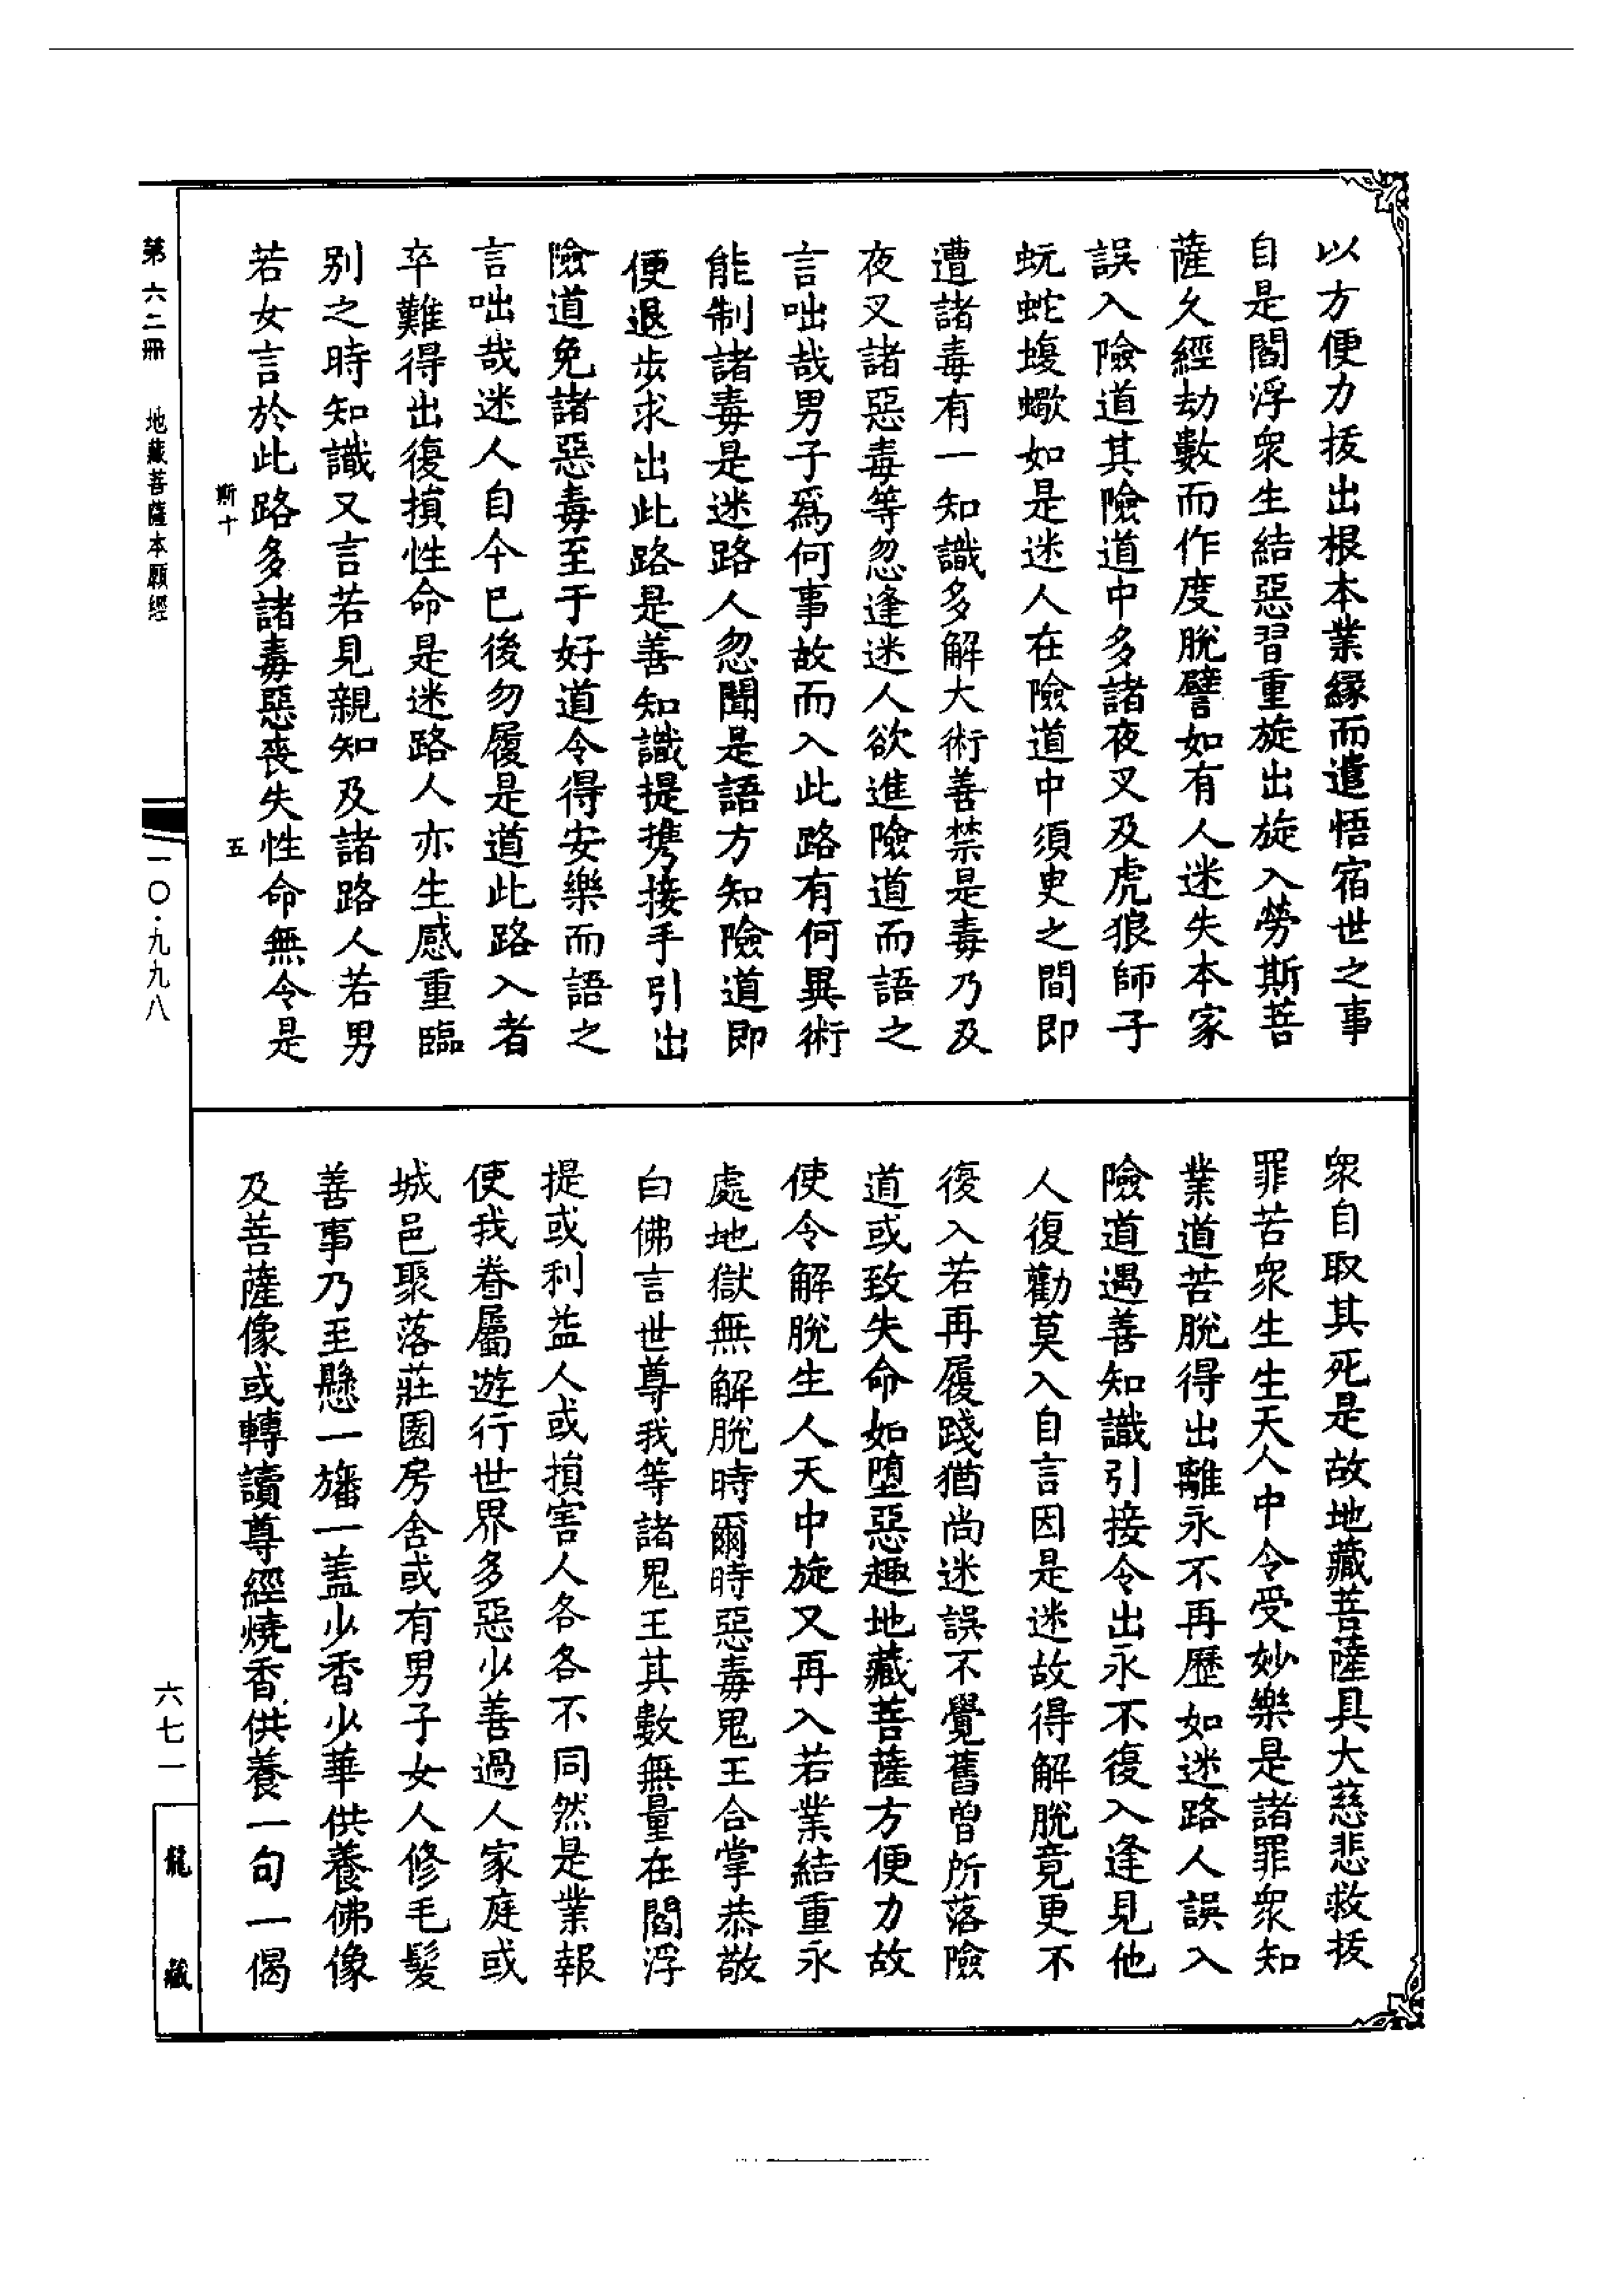 以方便力拔出根本業緣而遣悟宿世之事
自是閻浮衆生結惡習重旋出旋入勞斯菩
薩久經劫數而作度脫譬如有人迷失本家
誤入險道其險道中多諸夜叉及虎狼師子
蚖蛇蝮蠍如是迷人在險道中須臾之間即
遭諸毒有一知識多解大術善禁是毒乃及
夜叉諸惡毒等忽逢迷人欲進險道而語之
言咄哉男子爲何事故而入此路有何異術
能制諸毒是迷路人忽聞是語方知險道即
便退步求出此路是善知識提攜接手引出
險道免諸惡毒至于好道令得安樂而語之
言咄哉迷人自今已後勿履是道此路入者
卒難得出復損性命是迷路人亦生感重臨
別之時知識又言若見親知及諸路人若男
若女言於此路多諸毒惡喪失性命無令是
斯十
五
衆自取其死是故地藏菩薩具大慈悲救拔
罪苦衆生生天人中令受妙樂是諸罪衆知
業道苦脫得出離永不再歷如迷路人誤入
險道遇善知識引接令出永不復入逢見他
人復勸莫入自言因是迷故得解脫竟更不
復入若再履踐猶尚迷誤不覺舊曾所落險
道或致失命如墮惡趣地藏菩薩方便力故
使令解脫生人天中旋又再入若業結重永
處地獄無解脫時爾時惡毒鬼王合掌恭敬
白佛言世尊我等諸鬼王其數無量在閻浮
提或利益人或損害人各各不同然是業報
使我眷屬遊行世界多惡少善過人家庭或
城邑聚落莊園房舍或有男子女人修毛髮
善事乃至懸一旛一蓋少香少華供養佛像
及菩薩像或轉讀尊經燒香供養一句一偈
第六二冊 地藏菩薩本願經
一〇·九九八
六七一
龍藏